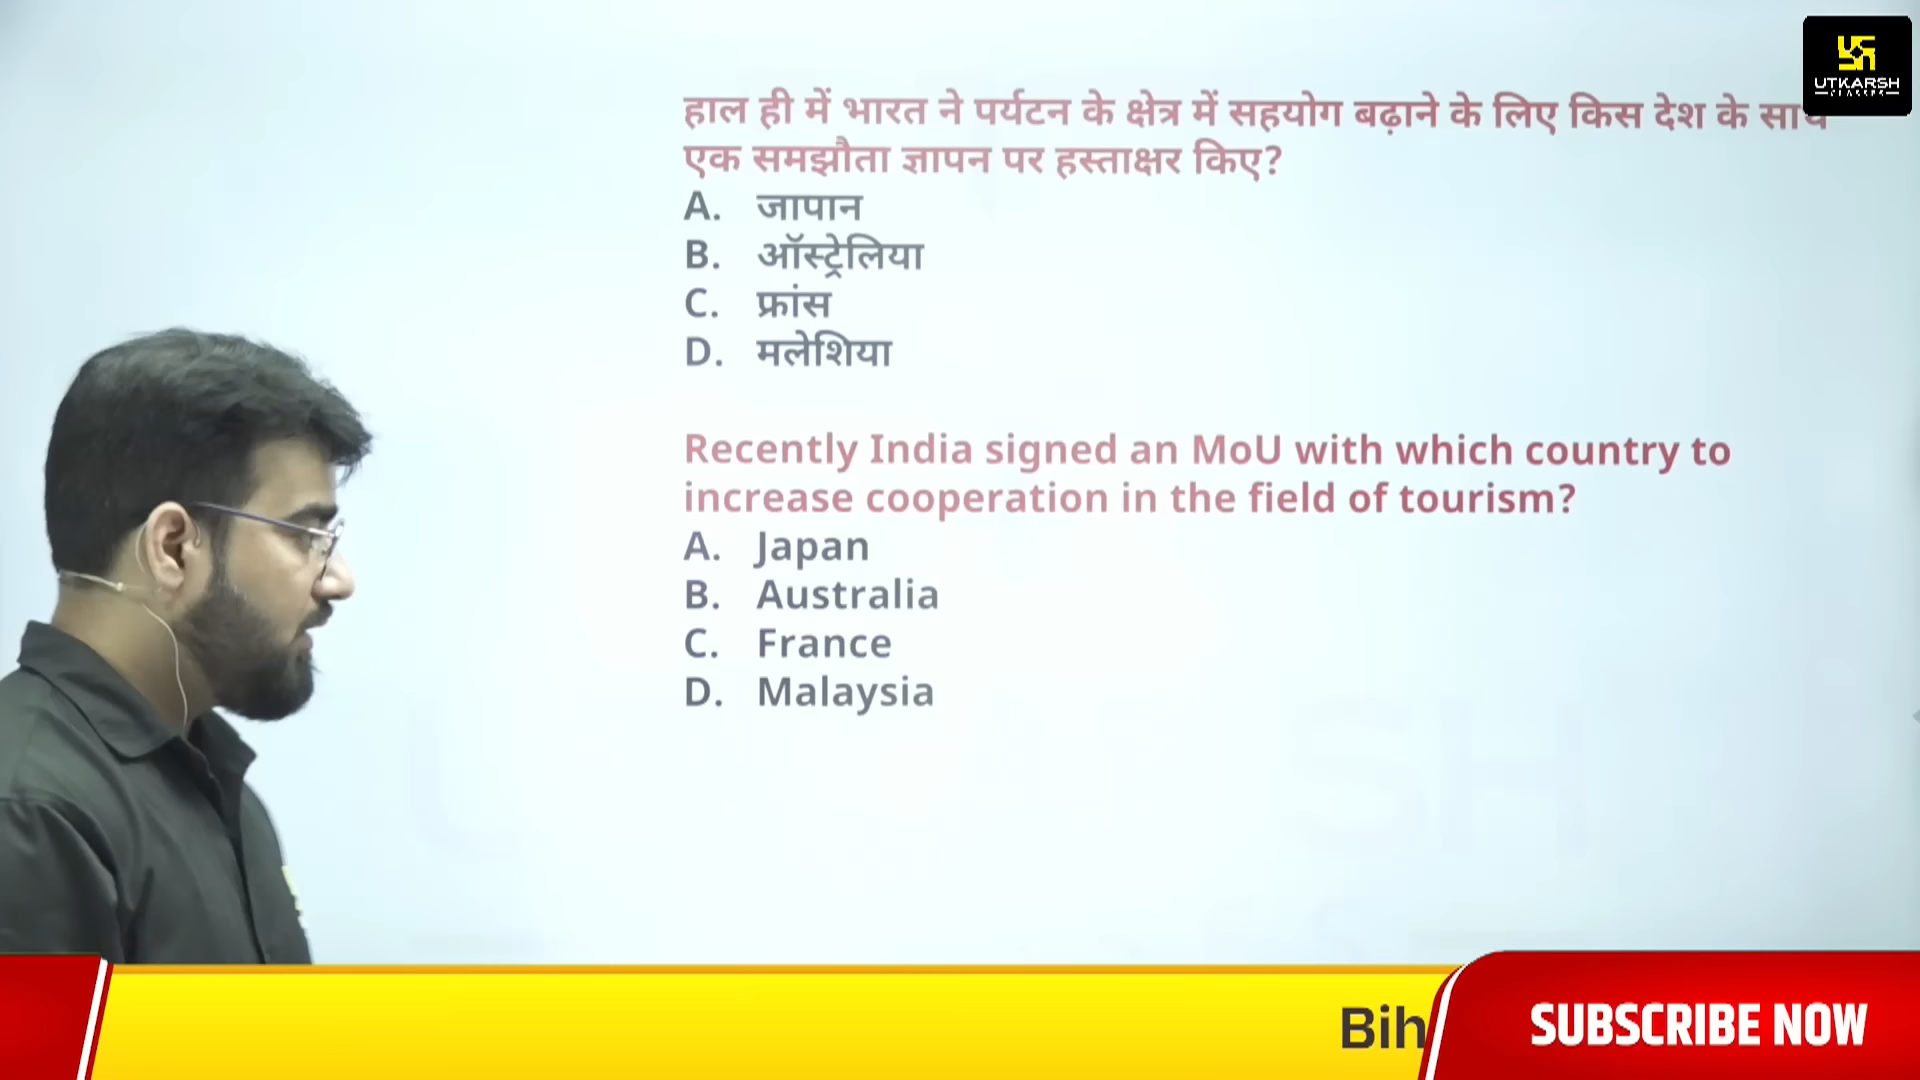 UTKARSH
CLASSES
हाल ही में भारत ने पर्यटन के क्षेत्र में सहयोग बढ़ाने के लिए किस देश के साथ
एक समझौता ज्ञापन पर हस्ताक्षर किए?
A. जापान
B. ऑस्ट्रेलिया
C. फ्रांस
D. मलेशिया
Recently India signed an MoU with which country to
increase cooperation in the field of tourism?
A. Japan
B. Australia
C. France
D. Malaysia
Bih
SUBSCRIBE NOW